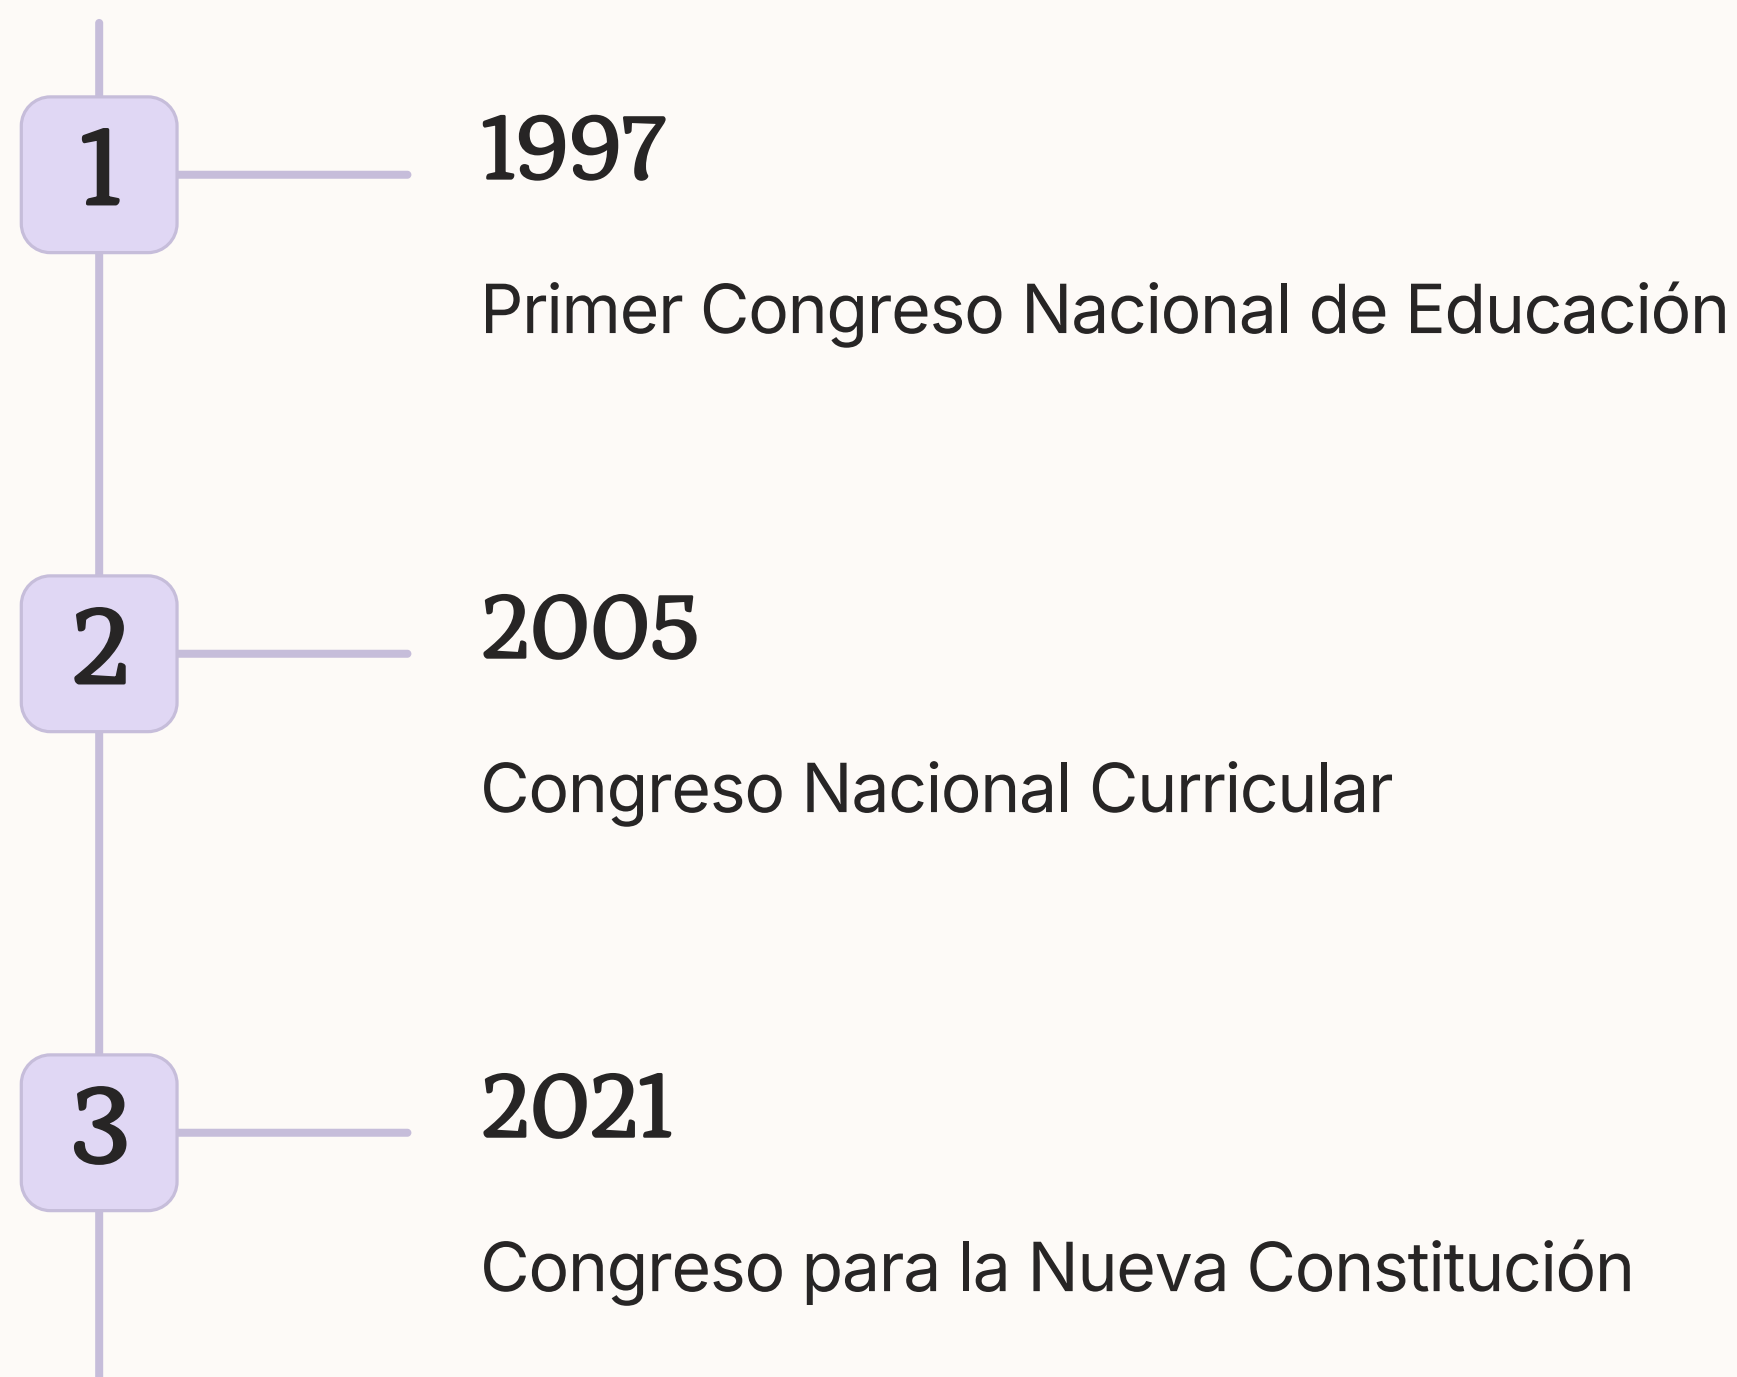 1
1997
Primer Congreso Nacional de Educación
2
2005
Congreso Nacional Curricular
3
2021
Congreso para la Nueva Constitución